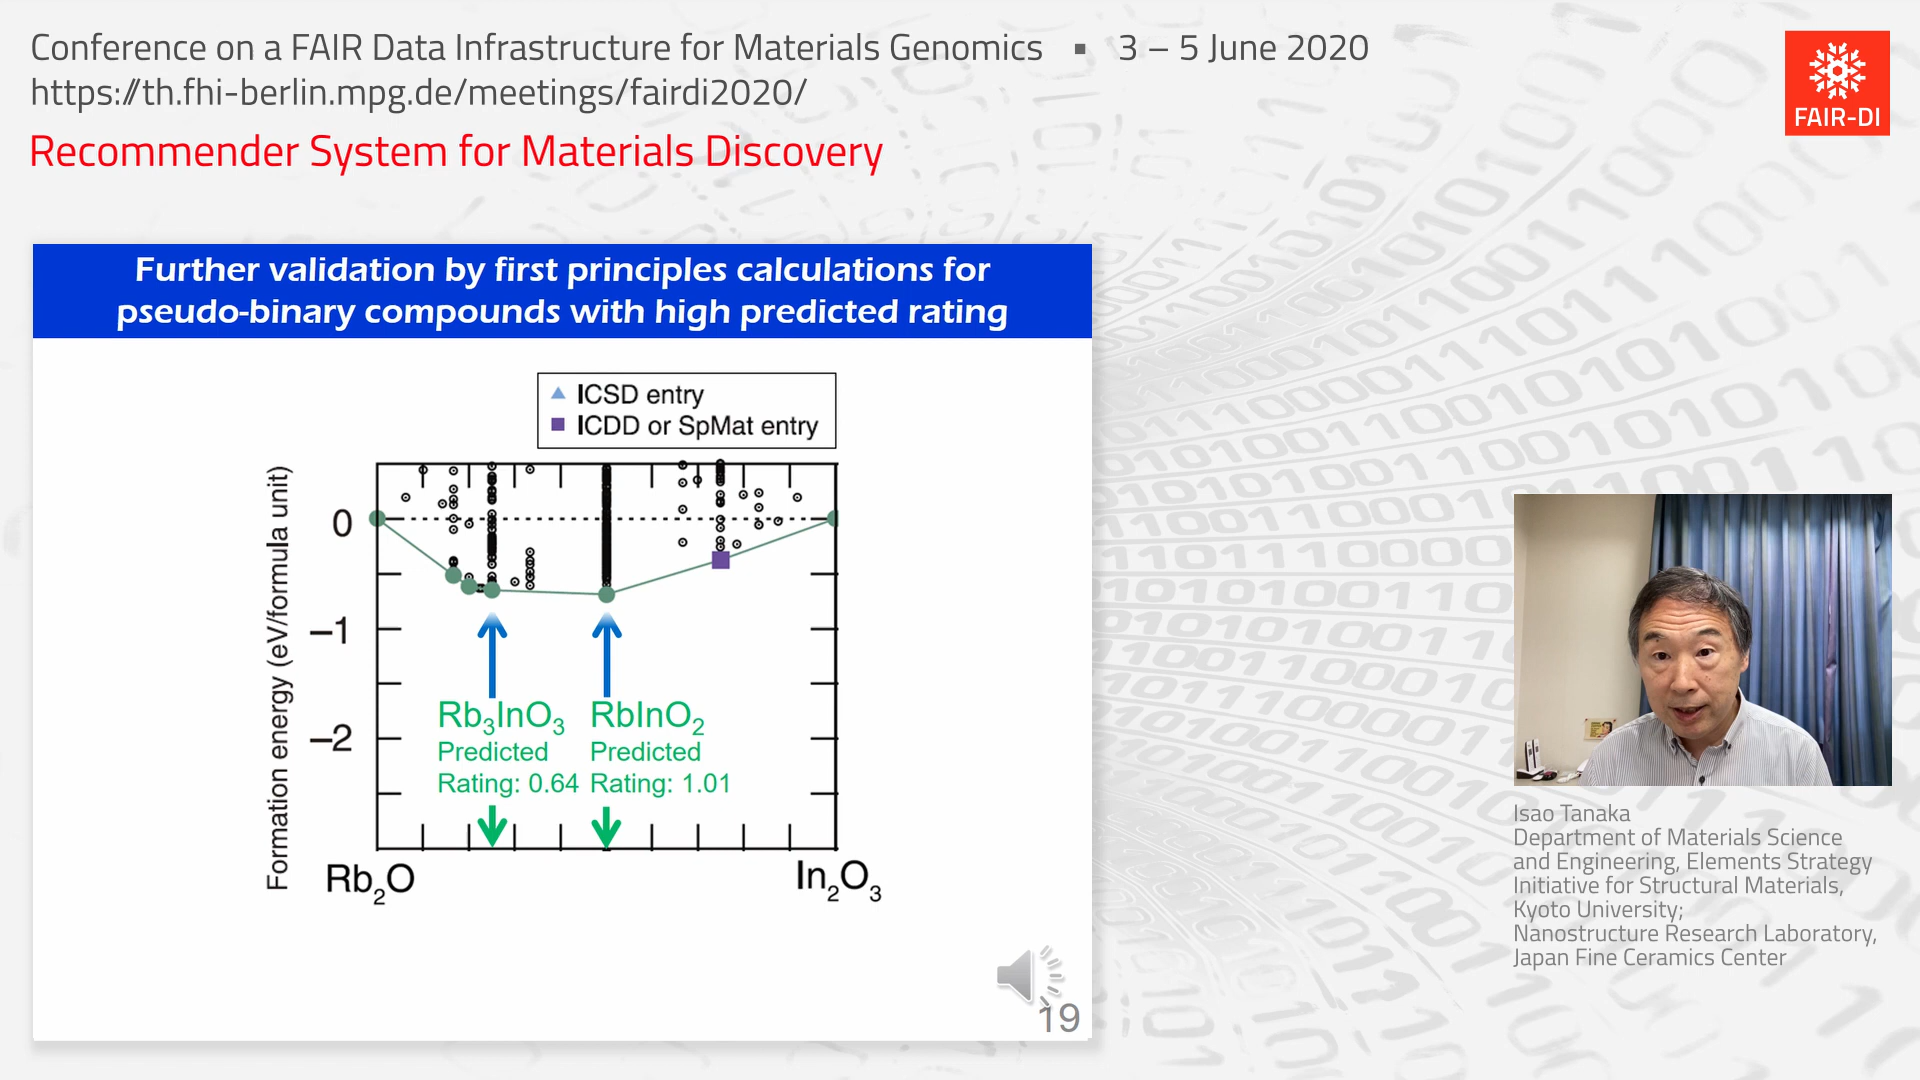 Conference on a FAIR Data Infrastructure for Materials Genomics ▪ 3 – 5 June 2020
https://th.fhi-berlin.mpg.de/meetings/fairdi2020/
Recommender System for Materials Discovery
FAIR-DI
Further validation by first principles calculations for
pseudo-binary compounds with high predicted rating
ICSD entry
ICDD or SpMat entry
Formation energy (eV/formula unit)
0
–1
–2
Rb₃InO₃ RbInO₂
Predicted Predicted
Rating: 0.64 Rating: 1.01
Rb₂O In₂O₃
19
Isao Tanaka
Department of Materials Science
and Engineering, Elements Strategy
Initiative for Structural Materials,
Kyoto University;
Nanostructure Research Laboratory,
Japan Fine Ceramics Center